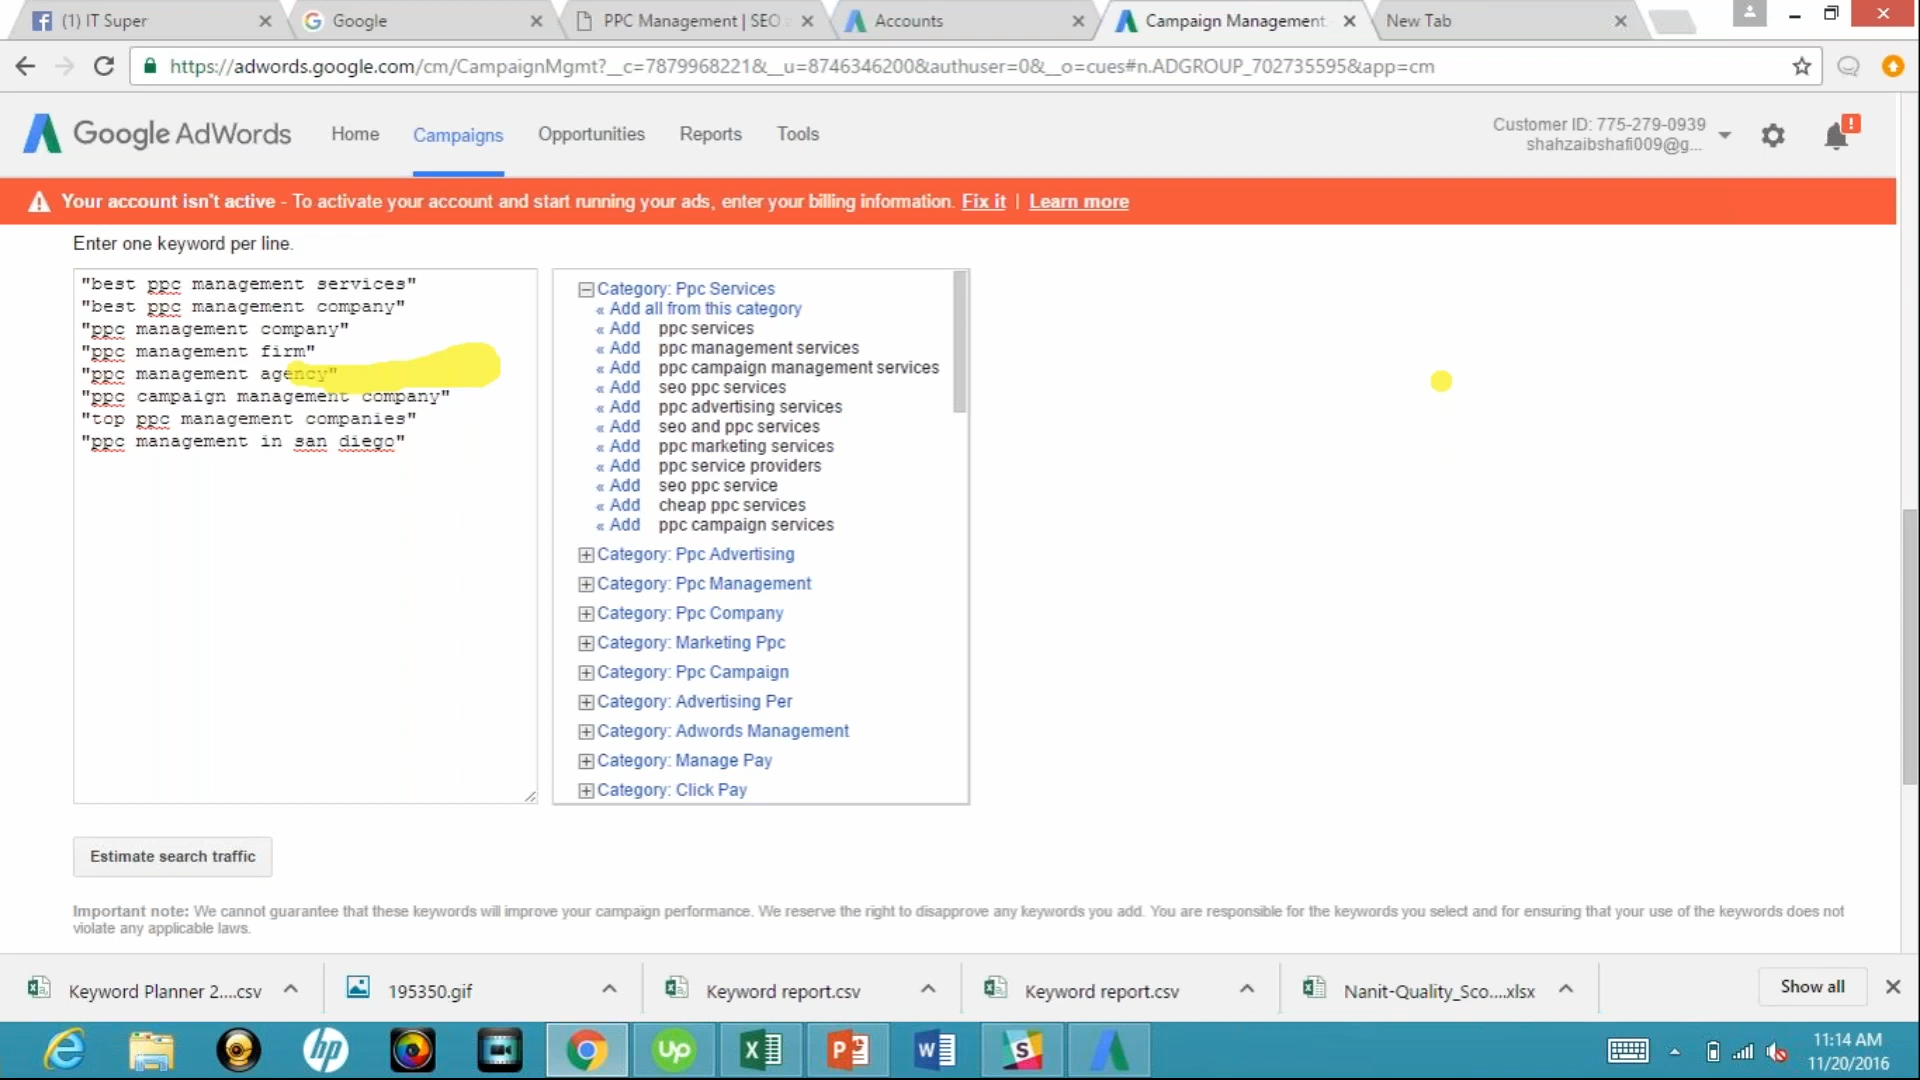 (1) IT Super
Google
PPC Management | SEO
Accounts
Campaign Management
New Tab
https://adwords.google.com/cm/CampaignMgmt?__c=7879968221&__u=8746346200&authuser=0&__o=cues#n.ADGROUP_702735595&app=cm
Google AdWords
Home
Campaigns
Opportunities
Reports
Tools
Customer ID: 775-279-0939
shahzaibshafi009@g...
Your account isn't active - To activate your account and start running your ads, enter your billing information. Fix it | Learn more
Enter one keyword per line.
"best ppc management services"
"best ppc management company"
"ppc management company"
"ppc management firm"
"ppc management agency"
"ppc campaign management company"
"top ppc management companies"
"ppc management in san diego"
Category: Ppc Services
« Add all from this category
« Add ppc services
« Add ppc management services
« Add ppc campaign management services
« Add seo ppc services
« Add ppc advertising services
« Add seo and ppc services
« Add ppc marketing services
« Add ppc service providers
« Add seo ppc service
« Add cheap ppc services
« Add ppc campaign services
Category: Ppc Advertising
Category: Ppc Management
Category: Ppc Company
Category: Marketing Ppc
Category: Ppc Campaign
Category: Advertising Per
Category: Adwords Management
Category: Manage Pay
Category: Click Pay
Estimate search traffic
Important note: We cannot guarantee that these keywords will improve your campaign performance. We reserve the right to disapprove any keywords you add. You are responsible for the keywords you select and for ensuring that your use of the keywords does not
violate any applicable laws.
Keyword Planner 2....csv
195350.gif
Keyword report.csv
Keyword report.csv
Nanit-Quality_Sco....xlsx
Show all
hp
Up
X
P
W
S
11:14 AM
11/20/2016